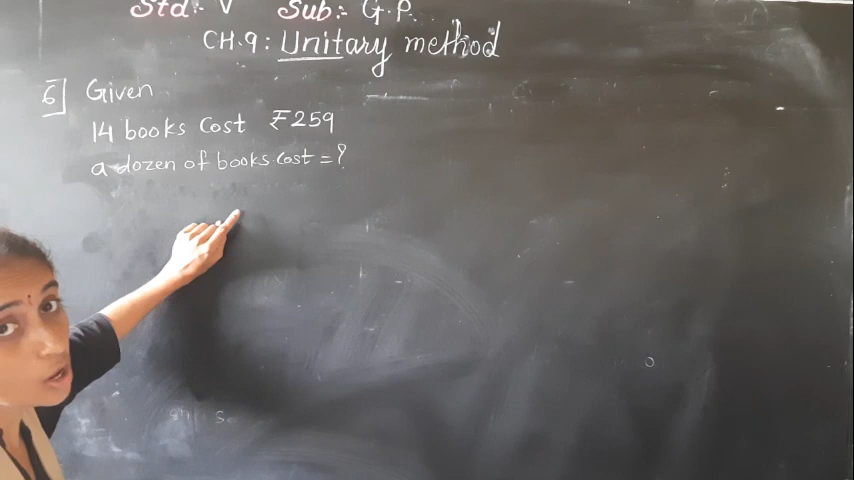 Std:- V Sub:- G.P.
CH.9: Unitary method
6] Given
14 books cost ₹259
a dozen of books cost = ?